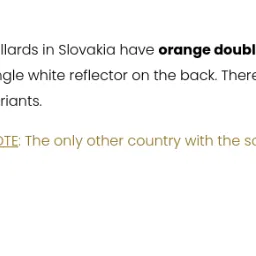 llards in Slovakia have orange doubl
ngle white reflector on the back. There
riants.
OTE: The only other country with the sa